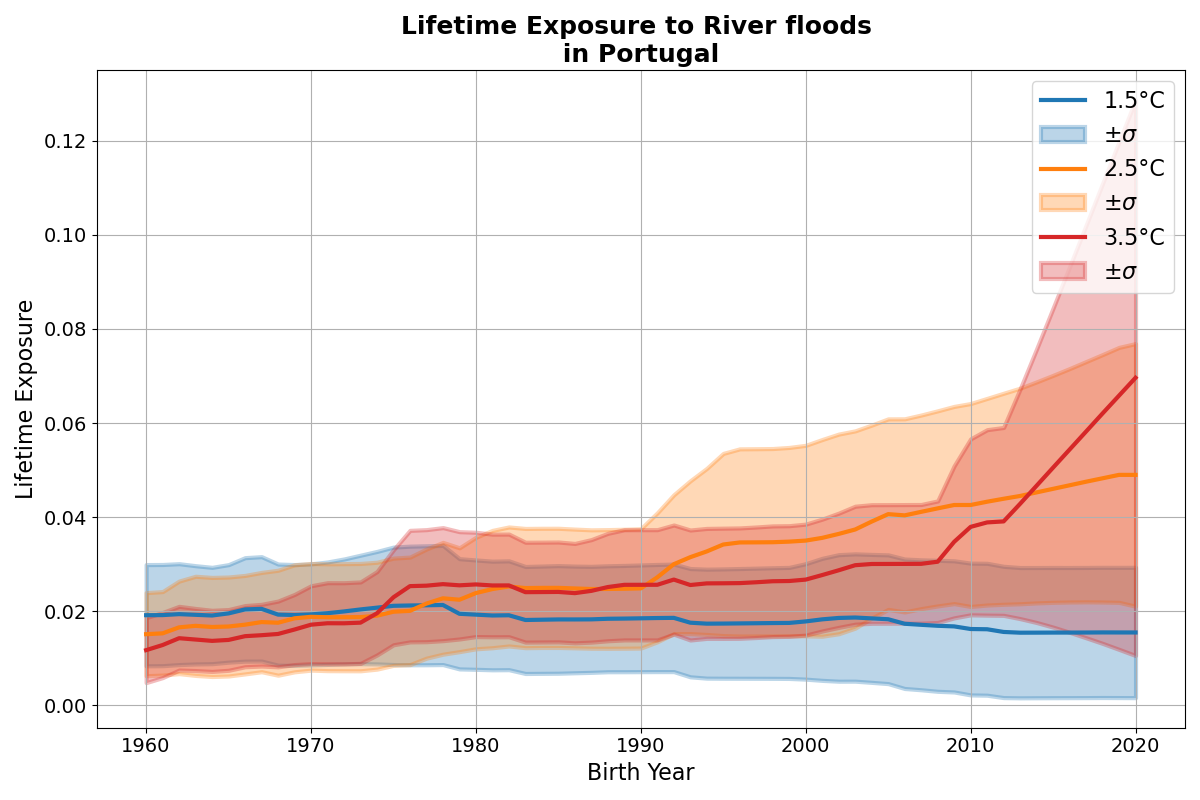 Lifetime Exposure to River floods
in Portugal
Lifetime Exposure
0.12
0.10
0.08
0.06
0.04
0.02
0.00
1960 1970 1980 1990 2000 2010 2020
Birth Year
1.5°C
±σ
2.5°C
±σ
3.5°C
±σ